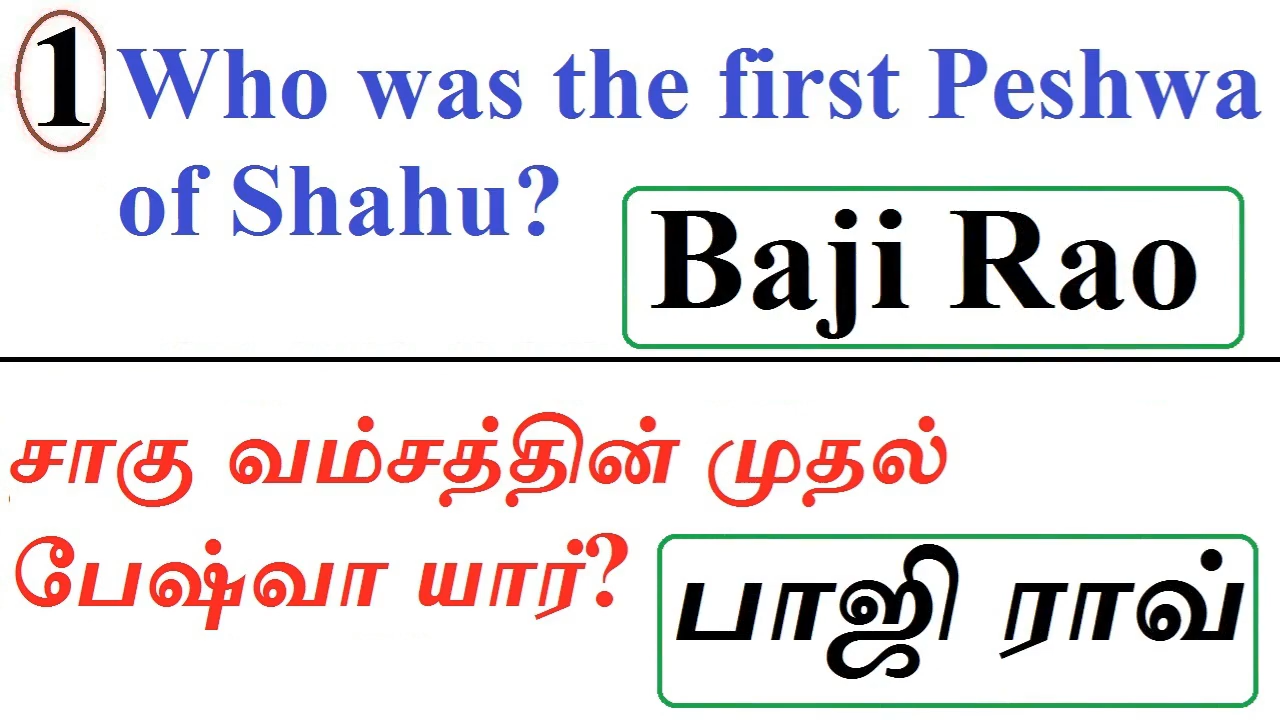 1 Who was the first Peshwa
of Shahu?
Baji Rao
சாகு வம்சத்தின் முதல்
பேஷ்வா யார்?
பாஜி ராவ்